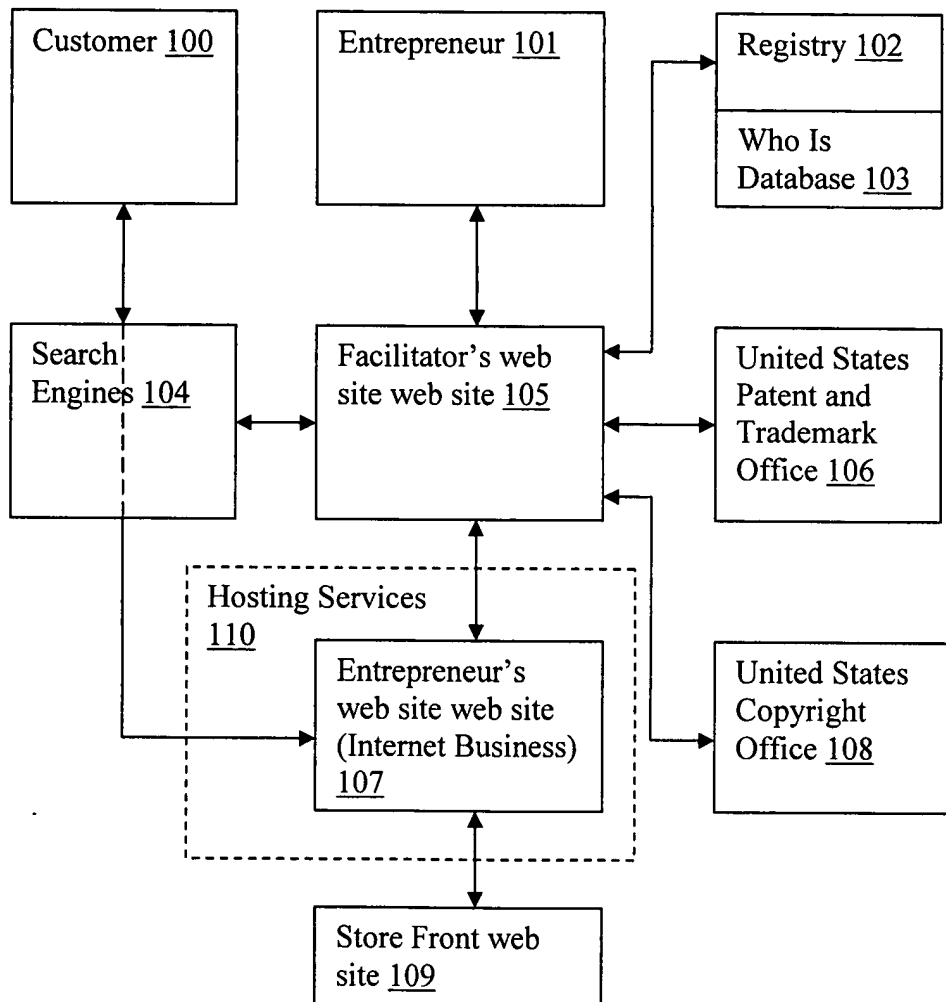 Customer 100
Entrepreneur 101
Registry 102
Who Is
Database 103
Search
Engines 104
Facilitator's web
site web site 105
United States
Patent and
Trademark
Office 106
Hosting Services
110
Entrepreneur's
web site web site
(Internet Business)
107
United States
Copyright
Office 108
Store Front web
site 109